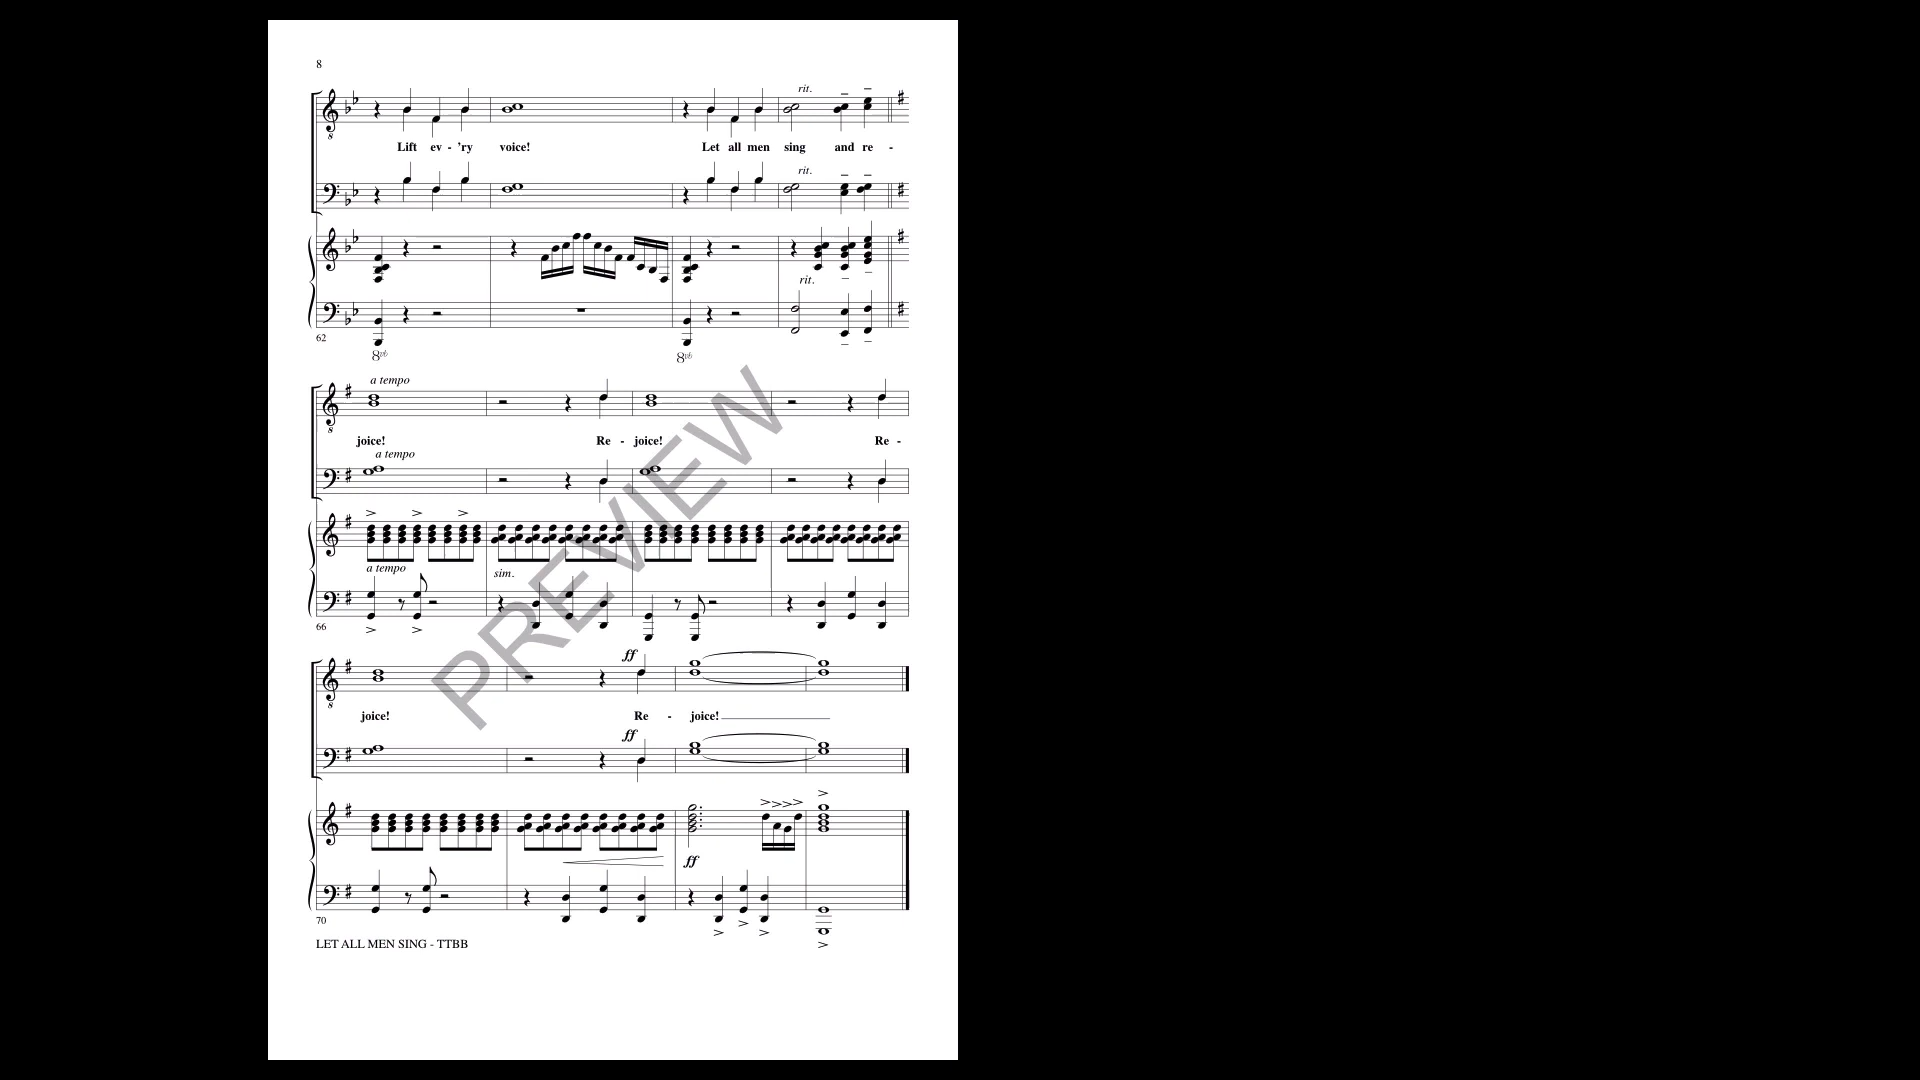 8
rit.
Lift ev - 'ry voice! Let all men sing and re -
rit.
rit.
62
8vb 8vb
a tempo
joice! Re - joice! Re -
a tempo
a tempo sim.
66
ff
joice! Re - joice!
ff
ff
70
LET ALL MEN SING - TTBB
PREVIEW